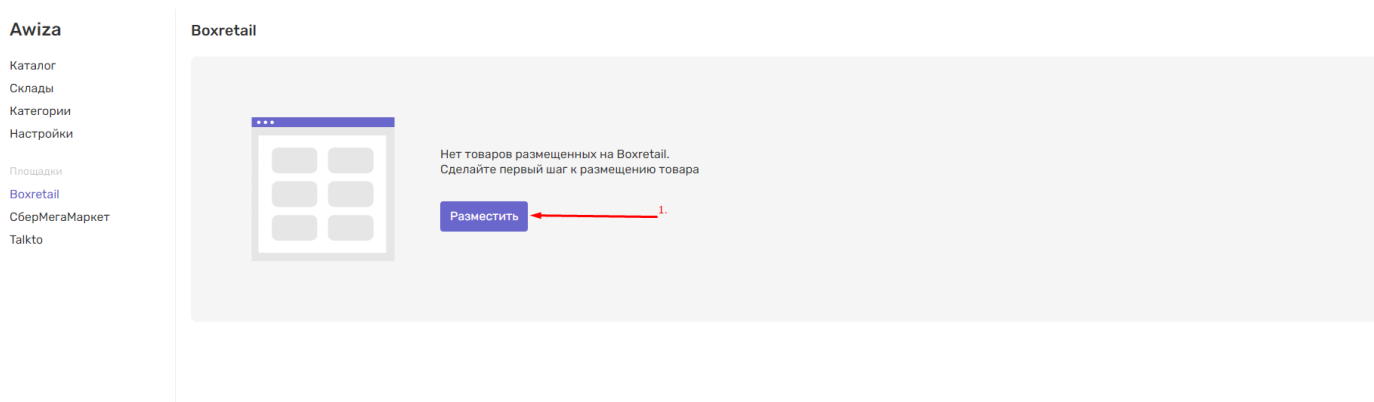 Awiza
Каталог
Склады
Категории
Настройки
Площадки
Boxretail
СберМегаМаркет
Talkto
Boxretail
Нет товаров размещенных на Boxretail.
Сделайте первый шаг к размещению товара
Разместить
1.